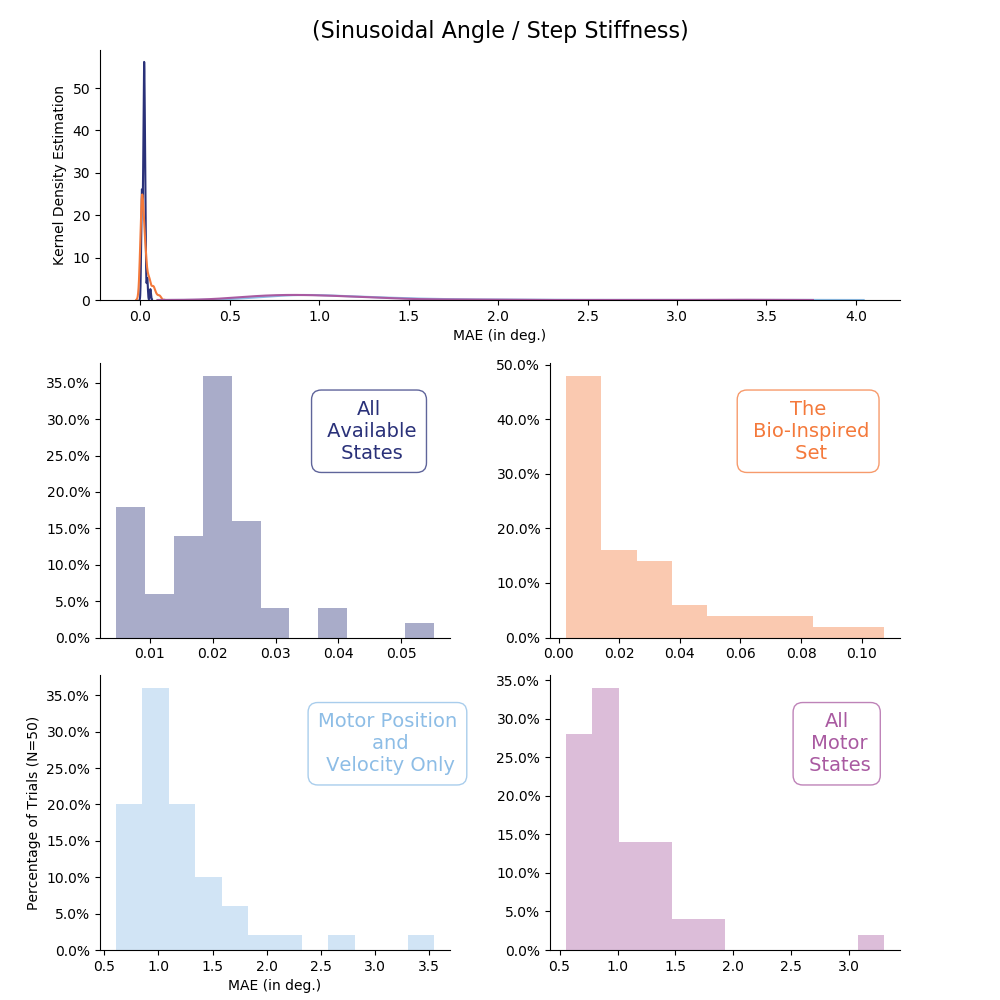 (Sinusoidal Angle / Step Stiffness)
Kernel Density Estimation
50
40
30
20
10
0
0.0 0.5 1.0 1.5 2.0 2.5 3.0 3.5 4.0
MAE (in deg.)
35.0%
30.0%
25.0%
20.0%
15.0%
10.0%
5.0%
0.0%
0.01 0.02 0.03 0.04 0.05
All
Available
States
50.0%
40.0%
30.0%
20.0%
10.0%
0.0%
0.00 0.02 0.04 0.06 0.08 0.10
The
Bio-Inspired
Set
Percentage of Trials (N=50)
35.0%
30.0%
25.0%
20.0%
15.0%
10.0%
5.0%
0.0%
0.5 1.0 1.5 2.0 2.5 3.0 3.5
MAE (in deg.)
Motor Position
and
Velocity Only
35.0%
30.0%
25.0%
20.0%
15.0%
10.0%
5.0%
0.0%
0.5 1.0 1.5 2.0 2.5 3.0
All
Motor
States